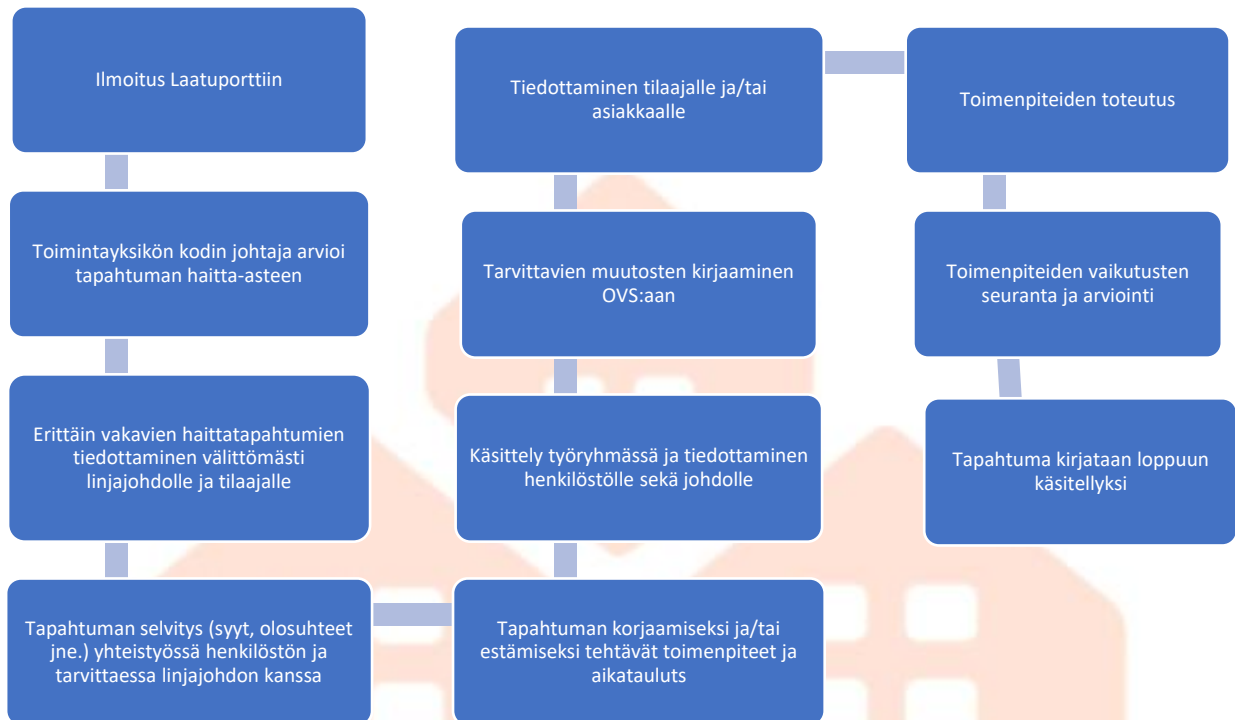 Ilmoitus Laatuporttiin
Toimintayksikön kodin johtaja arvioi
tapahtuman haitta-asteen
Erittäin vakavien haittatapahtumien
tiedottaminen välittömästi
linjajohdolle ja tilaajalle
Tapahtuman selvitys (syyt, olosuhteet
jne.) yhteistyössä henkilöstön ja
tarvittaessa linjajohdon kanssa
Tapahtuman korjaamiseksi ja/tai
estämiseksi tehtävät toimenpiteet ja
aikatauluts
Käsittely työryhmässä ja tiedottaminen
henkilöstölle sekä johdolle
Tarvittavien muutosten kirjaaminen
OVS:aan
Tiedottaminen tilaajalle ja/tai
asiakkaalle
Toimenpiteiden toteutus
Toimenpiteiden vaikutusten
seuranta ja arviointi
Tapahtuma kirjataan loppuun
käsitellyksi